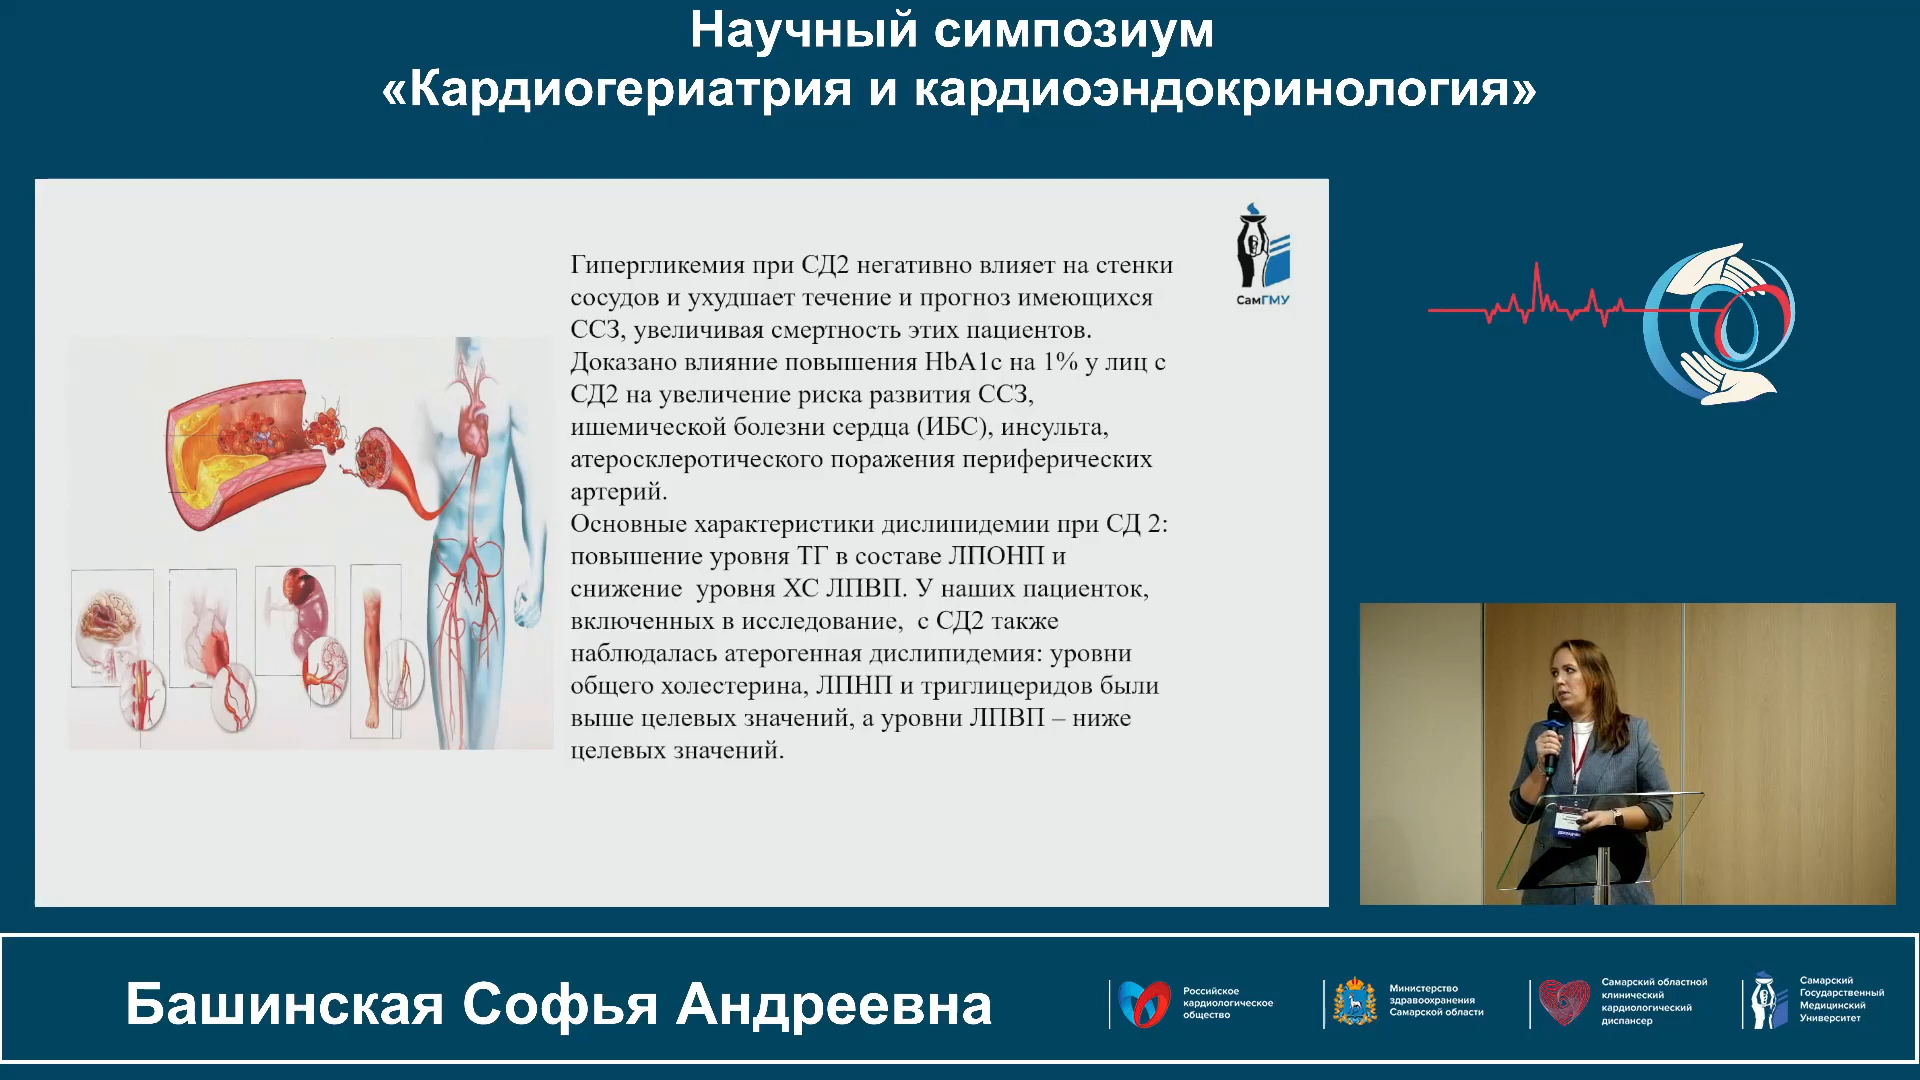 Научный симпозиум
«Кардиогериатрия и кардиоэндокринология»
Гипергликемия при СД2 негативно влияет на стенки
сосудов и ухудшает течение и прогноз имеющихся
ССЗ, увеличивая смертность этих пациентов.
Доказано влияние повышения HbA1c на 1% у лиц с
СД2 на увеличение риска развития ССЗ,
ишемической болезни сердца (ИБС), инсульта,
атеросклеротического поражения периферических
артерий.
Основные характеристики дислипидемии при СД 2:
повышение уровня ТГ в составе ЛПОНП и
снижение  уровня ХС ЛПВП. У наших пациенток,
включенных в исследование,  с СД2 также
наблюдалась атерогенная дислипидемия: уровни
общего холестерина, ЛПНП и триглицеридов были
выше целевых значений, а уровни ЛПВП – ниже
целевых значений.
СамГМУ
Башинская Софья Андреевна
Российское
кардиологическое
общество
Министерство
здравоохранения
Самарской области
Самарский областной
клинический
кардиологический
диспансер
Самарский
Государственный
Медицинский
Университет